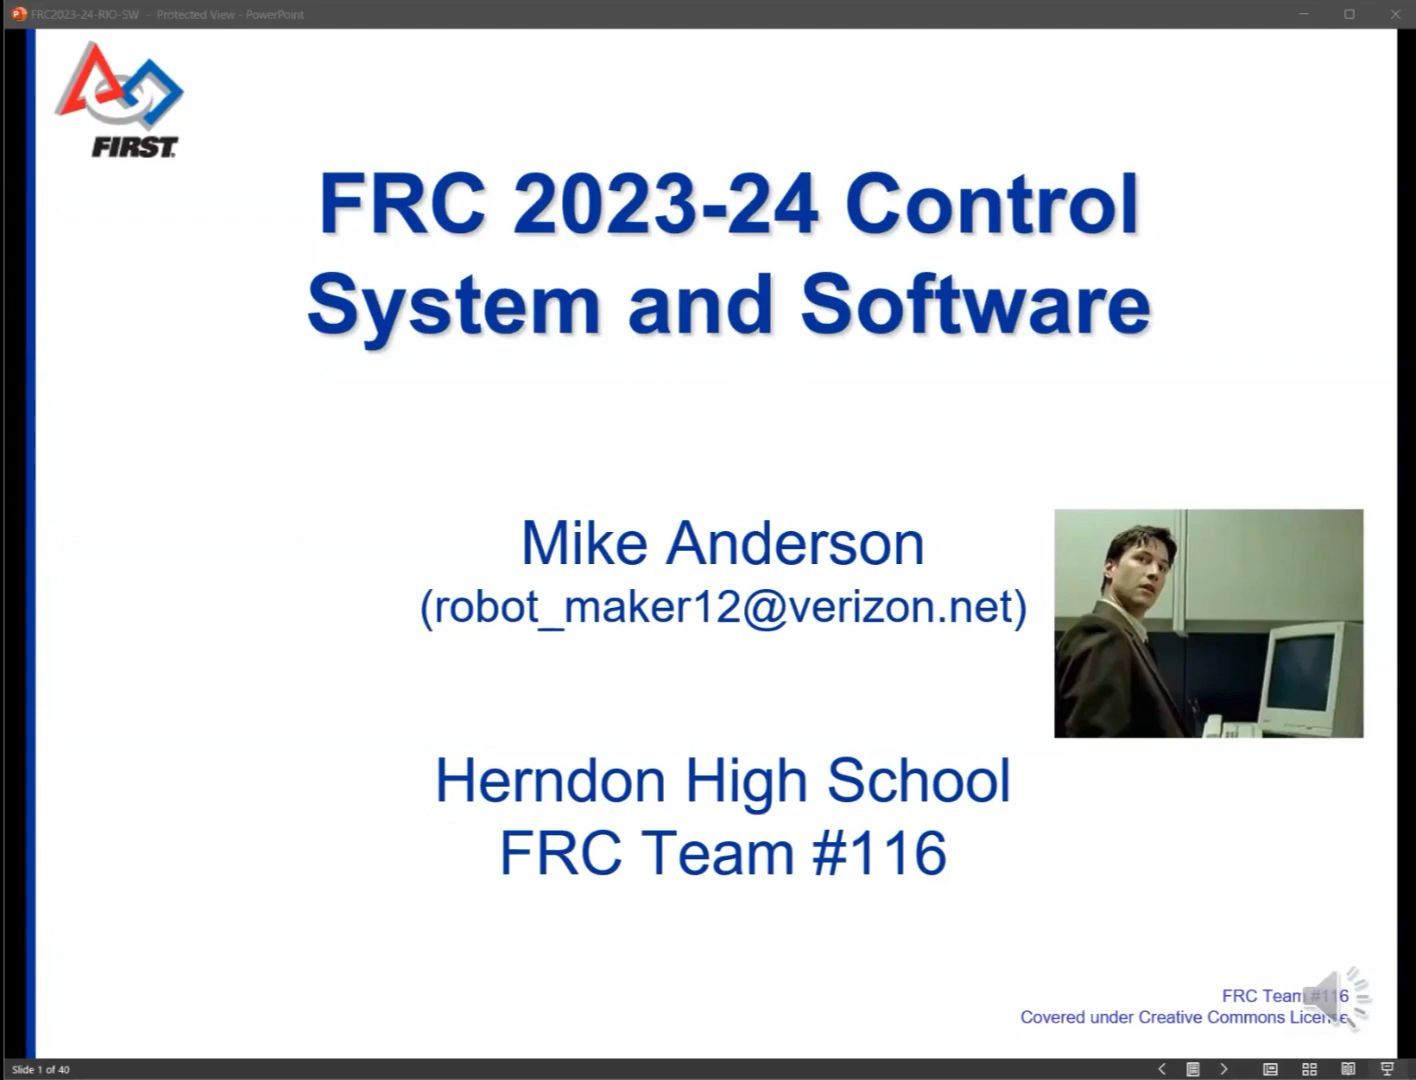 FRC2023-24-RIO-SW - Protected View - PowerPoint
FIRST
FRC 2023-24 Control
System and Software
Mike Anderson
(robot_maker12@verizon.net)
Herndon High School
FRC Team #116
FRC Team #116
Covered under Creative Commons License
Slide 1 of 40